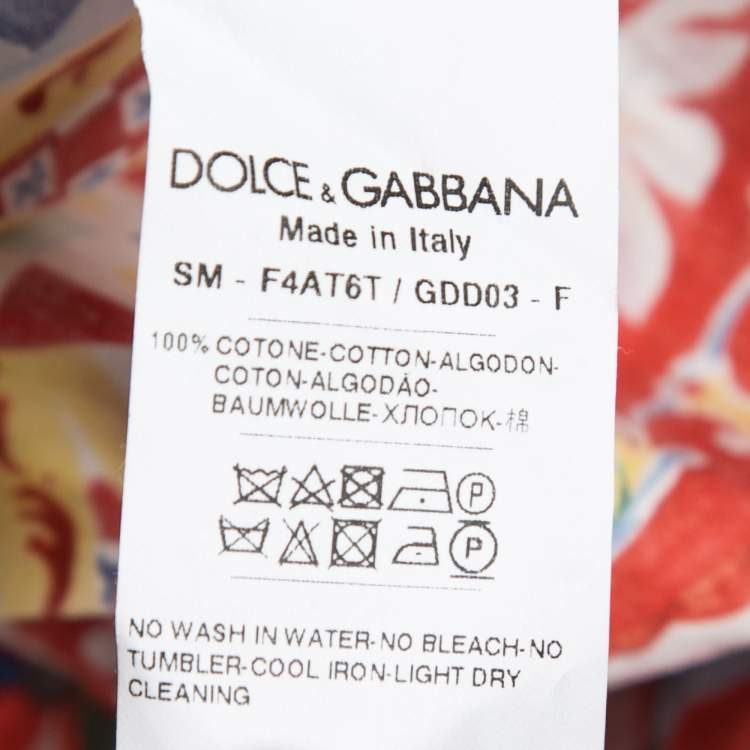 DOLCE & GABBANA
Made in Italy
SM - F4AT6T / GDD03 - F
100% COTONE-COTTON-ALGODON-
COTON-ALGODÃO-
BAUMWOLLE-ХЛОПОК-棉
P
P
NO WASH IN WATER-NO BLEACH-NO
TUMBLER-COOL IRON-LIGHT DRY
CLEANING